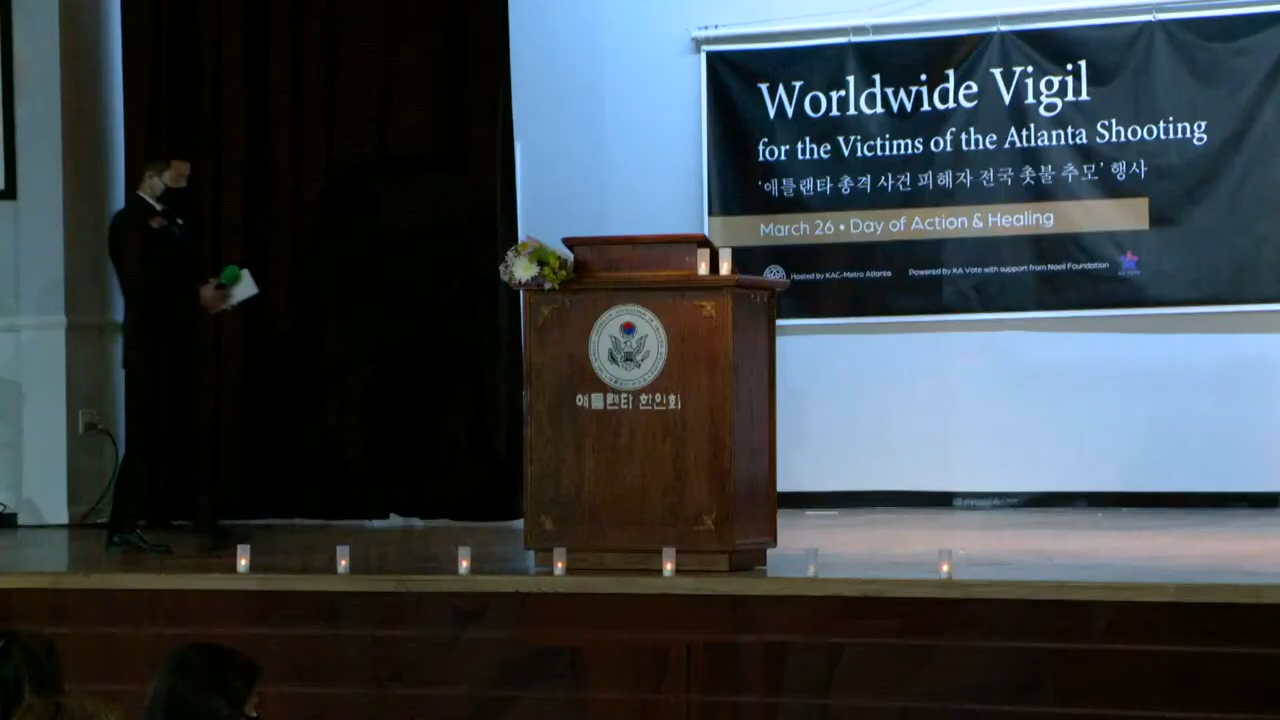 Worldwide Vigil
for the Victims of the Atlanta Shooting
‘애틀랜타 총격 사건 피해자 전국 촛불 추모’ 행사
March 26 • Day of Action & Healing
Hosted by KAC-Metro Atlanta
Powered by KA Vote with support from Naeil Foundation
애틀랜타 한인회